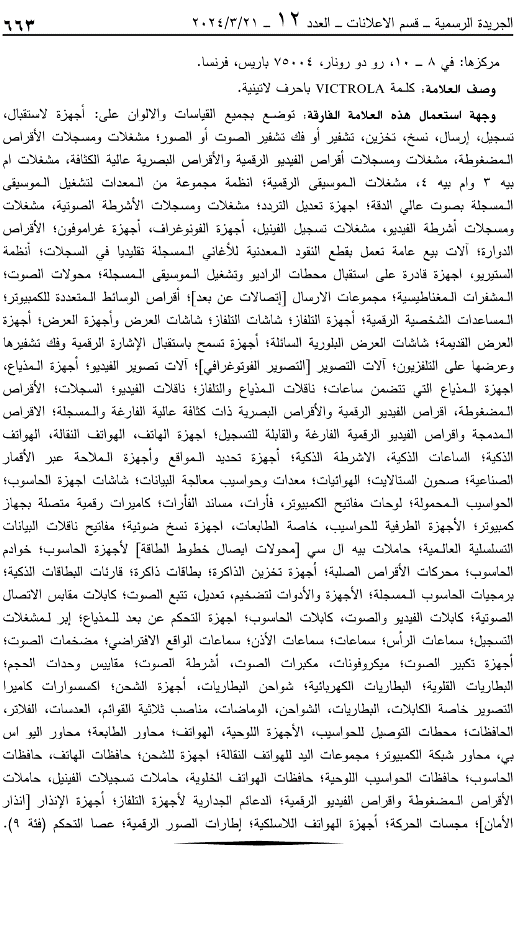 الجريدة الرسمية ــ قسم الاعلانات ــ العدد ١٢ ــ ٢٠٢٤/٣/٢١ ٦٦٣
مركزها: في ٨ – ١٠، رو دو رونار، ٧٥٠٠٤ باريس، فرنسا.
وصف العلامة: كلمة VICTROLA باحرف لاتينية.
وجهة استعمال هذه العلامة الفارقة: توضع بجميع القياسات والالوان على: أجهزة لاستقبال،
تسجيل، إرسال، نسخ، تخزين، تشفير أو فك تشفير الصوت أو الصور؛ مشغلات ومسجلات الأقراص
المضغوطة، مشغلات ومسجلات أقراص الفيديو الرقمية والأقراص البصرية عالية الكثافة، مشغلات ام
بيه ٣ وام بيه ٤، مشغلات الموسيقى الرقمية؛ انظمة مجموعة من المعدات لتشغيل الموسيقى
المسجلة بصوت عالي الدقة؛ اجهزة تعديل التردد؛ مشغلات ومسجلات الأشرطة الصوتية، مشغلات
ومسجلات أشرطة الفيديو، مشغلات تسجيل الفينيل، أجهزة الفونوغراف، أجهزة غراموفون؛ الأقراص
الدوارة؛ آلات بيع عامة تعمل بقطع النقود المعدنية للأغاني المسجلة تقليديا في السجلات؛ أنظمة
الستيريو، اجهزة قادرة على استقبال محطات الراديو وتشغيل الموسيقى المسجلة؛ محولات الصوت؛
المشفرات المغناطيسية؛ مجموعات الارسال [إتصالات عن بعد]؛ أقراص الوسائط المتعددة للكمبيوتر؛
المساعدات الشخصية الرقمية؛ أجهزة التلفاز؛ شاشات التلفاز؛ شاشات العرض وأجهزة العرض؛ أجهزة
العرض القديمة؛ شاشات العرض البلورية السائلة؛ أجهزة تسمح باستقبال الإشارة الرقمية وفك تشفيرها
وعرضها على التلفزيون؛ آلات التصوير [التصوير الفوتوغرافي]؛ آلات تصوير الفيديو؛ أجهزة المذياع،
اجهزة المذياع التي تتضمن ساعات؛ ناقلات المذياع والتلفاز؛ ناقلات الفيديو؛ السجلات؛ الأقراص
المضغوطة، اقراص الفيديو الرقمية والأقراص البصرية ذات كثافة عالية الفارغة والمسجلة؛ الاقراص
المدمجة واقراص الفيديو الرقمية الفارغة والقابلة للتسجيل؛ اجهزة الهاتف، الهواتف النقالة، الهواتف
الذكية؛ الساعات الذكية، الاشرطة الذكية؛ أجهزة تحديد المواقع وأجهزة الملاحة عبر الأقمار
الصناعية؛ صحون الستالايت؛ الهوائيات؛ معدات وحواسيب معالجة البيانات؛ شاشات اجهزة الحاسوب؛
الحواسيب المحمولة؛ لوحات مفاتيح الكمبيوتر، فأرات، مساند الفأرات؛ كاميرات رقمية متصلة بجهاز
كمبيوتر؛ الأجهزة الطرفية للحواسيب، خاصة الطابعات، اجهزة نسخ ضوئية؛ مفاتيح ناقلات البيانات
التسلسلية العالمية؛ حاملات بيه ال سي [محولات ايصال خطوط الطاقة] لأجهزة الحاسوب؛ خوادم
الحاسوب؛ محركات الأقراص الصلبة؛ أجهزة تخزين الذاكرة؛ بطاقات ذاكرة؛ قارئات البطاقات الذكية؛
برمجيات الحاسوب المسجلة؛ الأجهزة والأدوات لتضخيم، تعديل، تتبع الصوت؛ كابلات مقابس الاتصال
الصوتية؛ كابلات الفيديو والصوت، كابلات الحاسوب؛ اجهزة التحكم عن بعد للمذياع؛ إبر لمشغلات
التسجيل؛ سماعات الرأس؛ سماعات؛ سماعات الأذن؛ سماعات الواقع الافتراضي؛ مضخمات الصوت؛
أجهزة تكبير الصوت؛ ميكروفونات، مكبرات الصوت، أشرطة الصوت؛ مقاييس وحدات الحجم؛
البطاريات القلوية؛ البطاريات الكهربائية؛ شواحن البطاريات، أجهزة الشحن؛ اكسسوارات كاميرا
التصوير خاصة الكابلات، البطاريات، الشواحن، الوماضات، مناصب ثلاثية القوائم، العدسات، الفلاتر،
الحافظات؛ محطات التوصيل للحواسيب، الأجهزة اللوحية، الهواتف؛ محاور الطابعة؛ محاور اليو اس
بي، محاور شبكة الكمبيوتر؛ مجموعات اليد للهواتف النقالة؛ اجهزة للشحن؛ حافظات الهاتف، حافظات
الحاسوب؛ حافظات الحواسيب اللوحية؛ حافظات الهواتف الخلوية، حاملات تسجيلات الفينيل، حاملات
الأقراص المضغوطة واقراص الفيديو الرقمية؛ الدعائم الجدارية لأجهزة التلفاز؛ أجهزة الإنذار [انذار
الأمان]؛ مجسات الحركة؛ أجهزة الهواتف اللاسلكية؛ إطارات الصور الرقمية؛ عصا التحكم (فئة ٩).